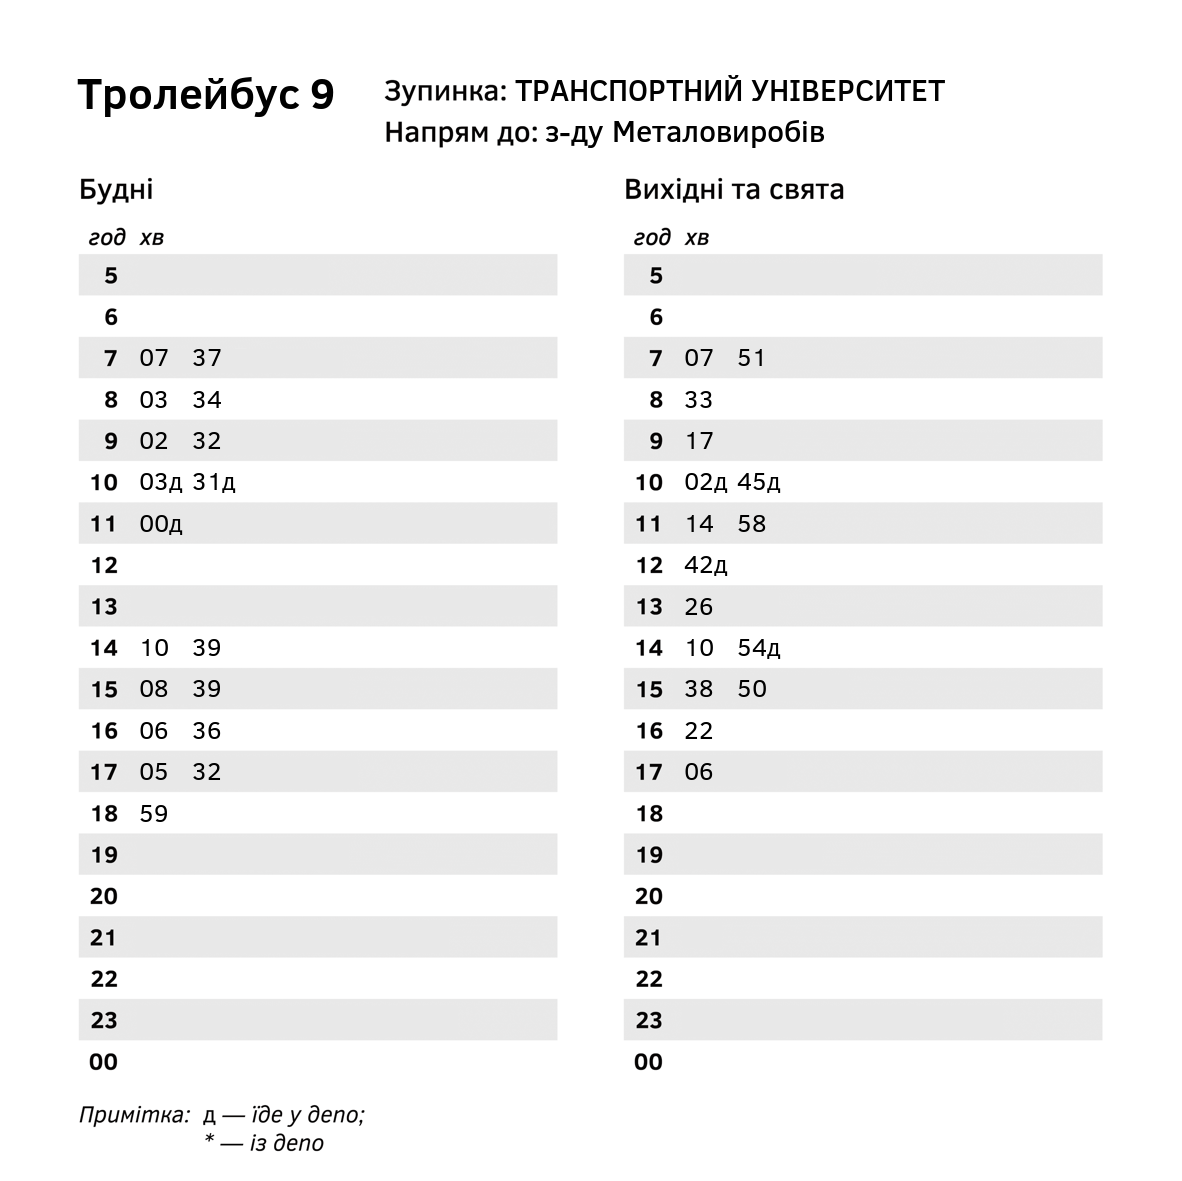 Тролейбус 9
Зупинка: ТРАНСПОРТНИЙ УНІВЕРСИТЕТ
Напрям до: з-ду Металовиробів
Будні
год хв
5
6
7 07 37
8 03 34
9 02 32
10 03д 31д
11 00д
12
13
14 10 39
15 08 39
16 06 36
17 05 32
18 59
19
20
21
22
23
00
Вихідні та свята
год хв
5
6
7 07 51
8 33
9 17
10 02д 45д
11 14 58
12 42д
13 26
14 10 54д
15 38 50
16 22
17 06
18
19
20
21
22
23
00
Примітка: д — їде у депо;
* — із депо